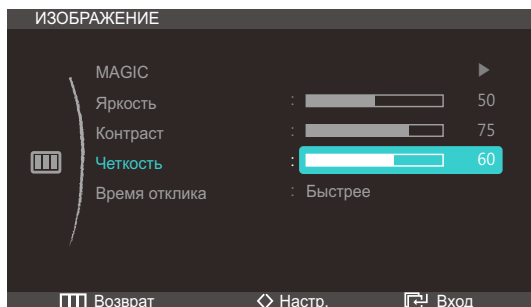 ИЗОБРАЖЕНИЕ
MAGIC
Яркость : 50
Контраст : 75
Четкость : 60
Время отклика : Быстрее
Возврат Настр. Вход